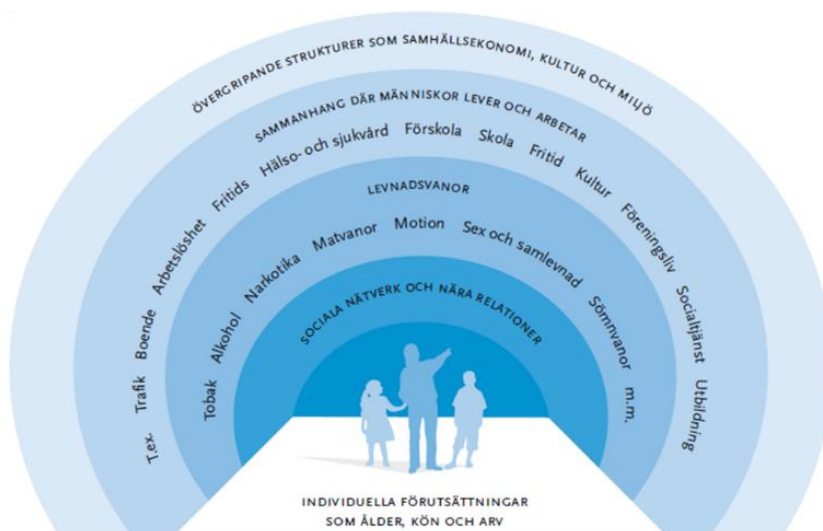 ÖVERGRIPANDE STRUKTURER SOM SAMHÄLLSEKONOMI, KULTUR OCH MILJÖ
SAMMANHANG DÄR MÄNNISKOR LEVER OCH ARBETAR
T.ex. Trafik Boende Arbetslöshet Fritids Hälso- och sjukvård Förskola Skola Fritid Kultur Föreningsliv Socialtjänst Utbildning
LEVNADSVANOR
Tobak Alkohol Narkotika Matvanor Motion Sex och samlevnad Sömnvanor m.m.
SOCIALA NÄTVERK OCH NÄRA RELATIONER
INDIVIDUELLA FÖRUTSÄTTNINGAR
SOM ÅLDER, KÖN OCH ARV